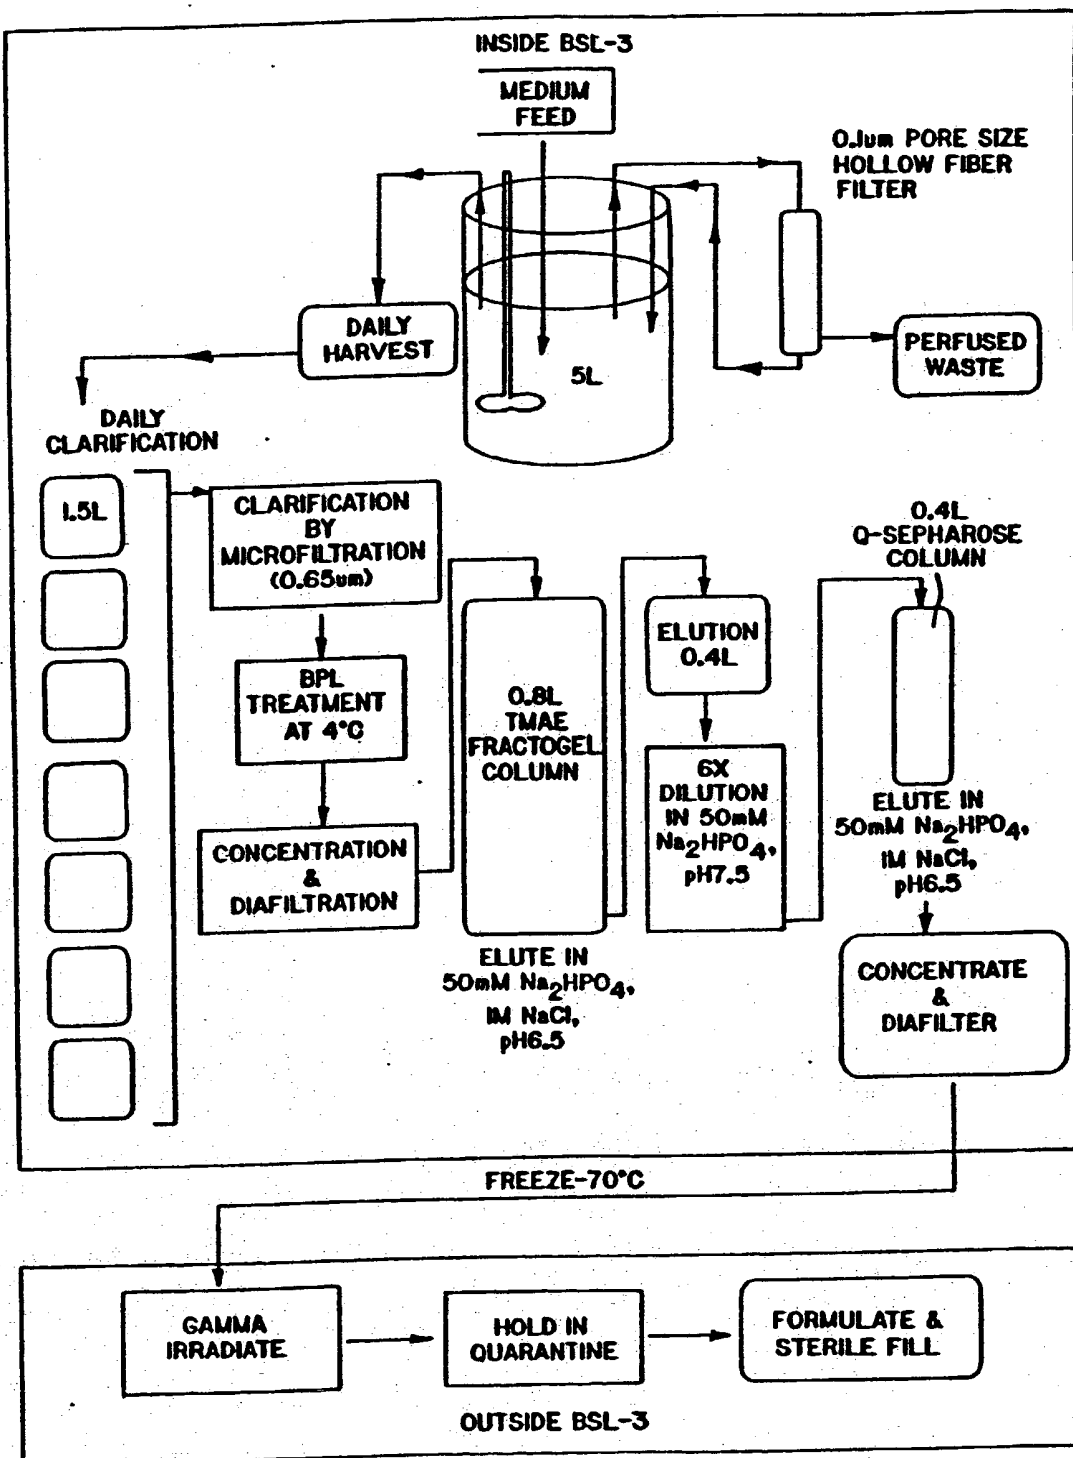 INSIDE BSL-3
MEDIUM
FEED
0.1um PORE SIZE
HOLLOW FIBER
FILTER
DAILY
HARVEST
5L
PERFUSED
WASTE
DAILY
CLARIFICATION
1.5L
CLARIFICATION
BY
MICROFILTRATION
(0.65um)
BPL
TREATMENT
AT 4°C
CONCENTRATION
&
DIAFILTRATION
0.8L
TMAE
FRACTOGEL
COLUMN
ELUTE IN
50mM Na₂HPO₄,
1M NaCl,
pH6.5
ELUTION
0.4L
6X
DILUTION
IN 50mM
Na₂HPO₄,
pH7.5
0.4L
Q-SEPHAROSE
COLUMN
ELUTE IN
50mM Na₂HPO₄,
1M NaCl,
pH6.5
CONCENTRATE
&
DIAFILTER
FREEZE-70°C
GAMMA
IRRADIATE
HOLD IN
QUARANTINE
FORMULATE &
STERILE FILL
OUTSIDE BSL-3